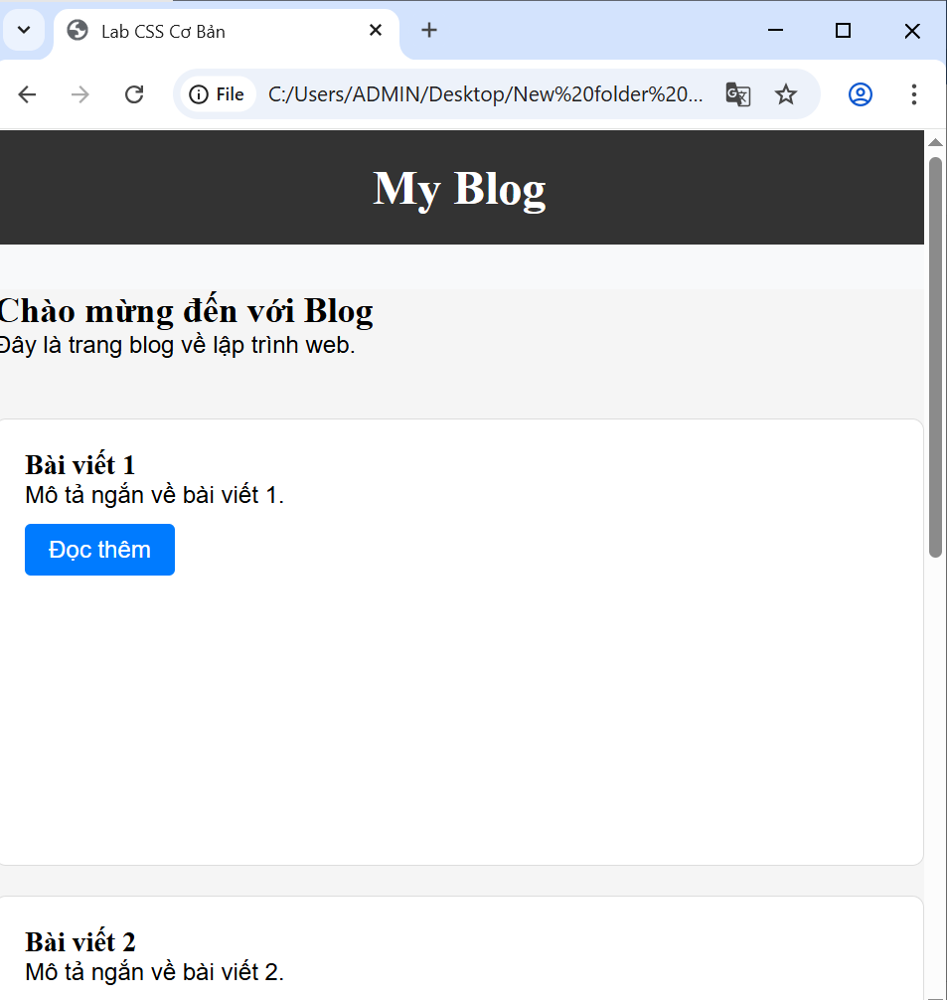 Lab CSS Cơ Bản
File
C:/Users/ADMIN/Desktop/New%20folder%20...
My Blog
Chào mừng đến với Blog
Đây là trang blog về lập trình web.
Bài viết 1
Mô tả ngắn về bài viết 1.
Đọc thêm
Bài viết 2
Mô tả ngắn về bài viết 2.